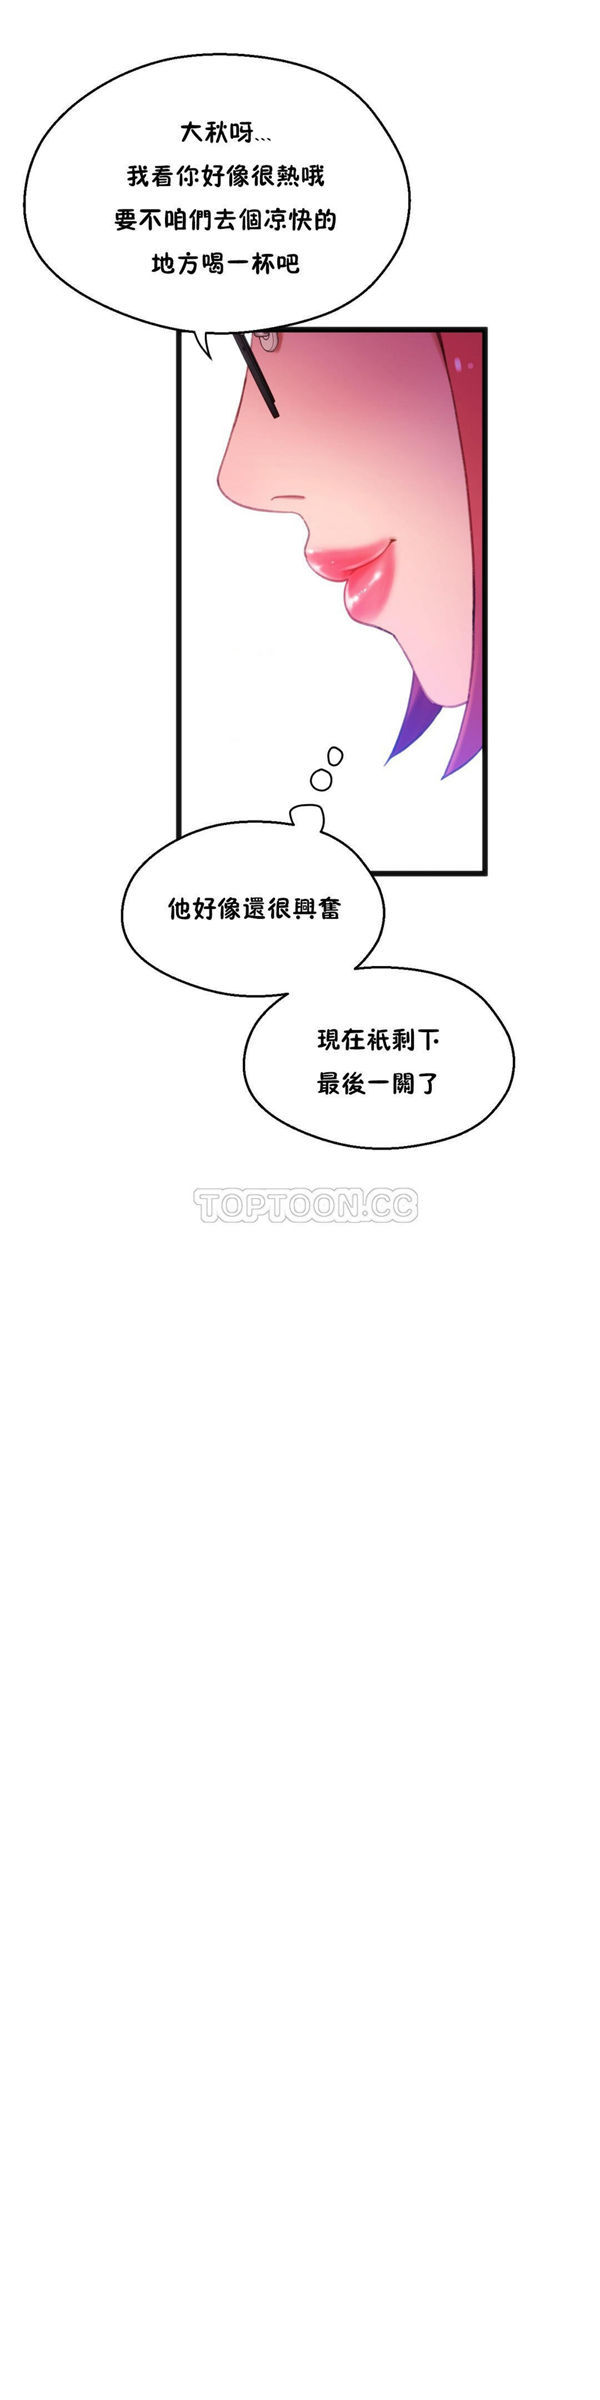 大秋呀...
我看你好像很熱哦
要不咱們去個凉快的
地方喝一杯吧
他好像還很興奮
現在衹剩下
最後一關了
TOPTOON.CC